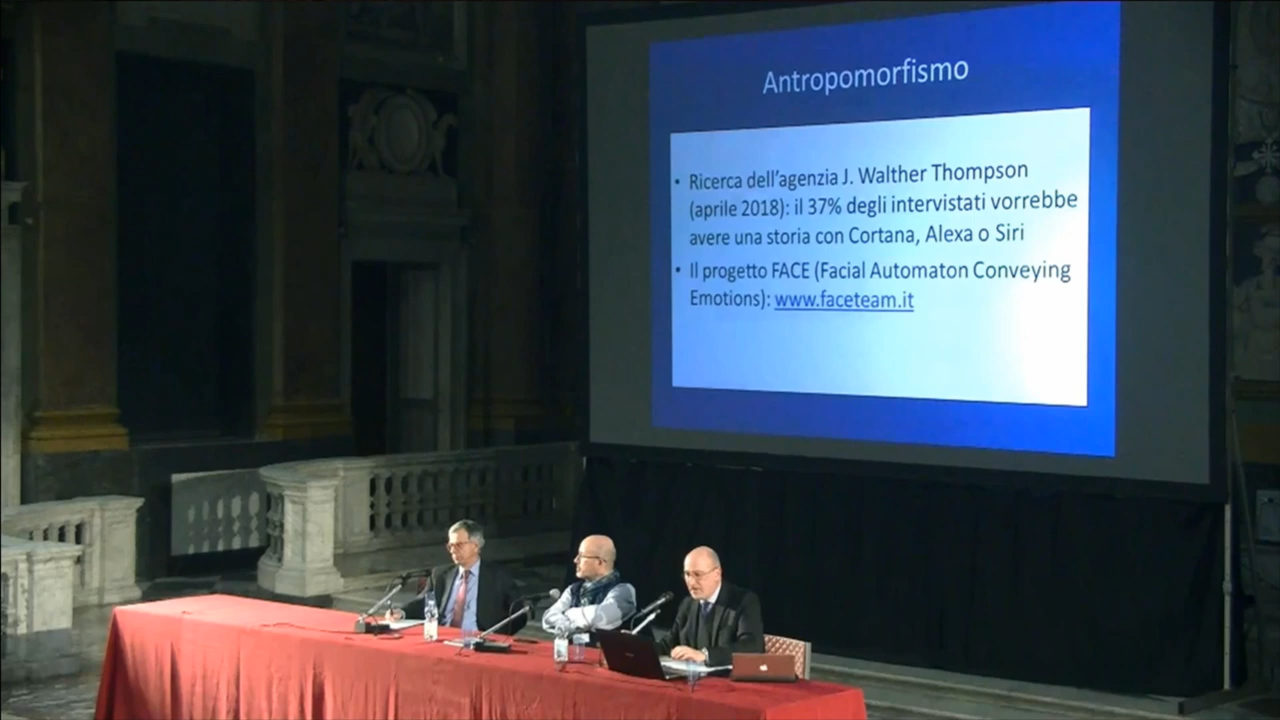 Antropomorfismo
• Ricerca dell'agenzia J. Walther Thompson
(aprile 2018): il 37% degli intervistati vorrebbe
avere una storia con Cortana, Alexa o Siri
• Il progetto FACE (Facial Automaton Conveying
Emotions): www.faceteam.it